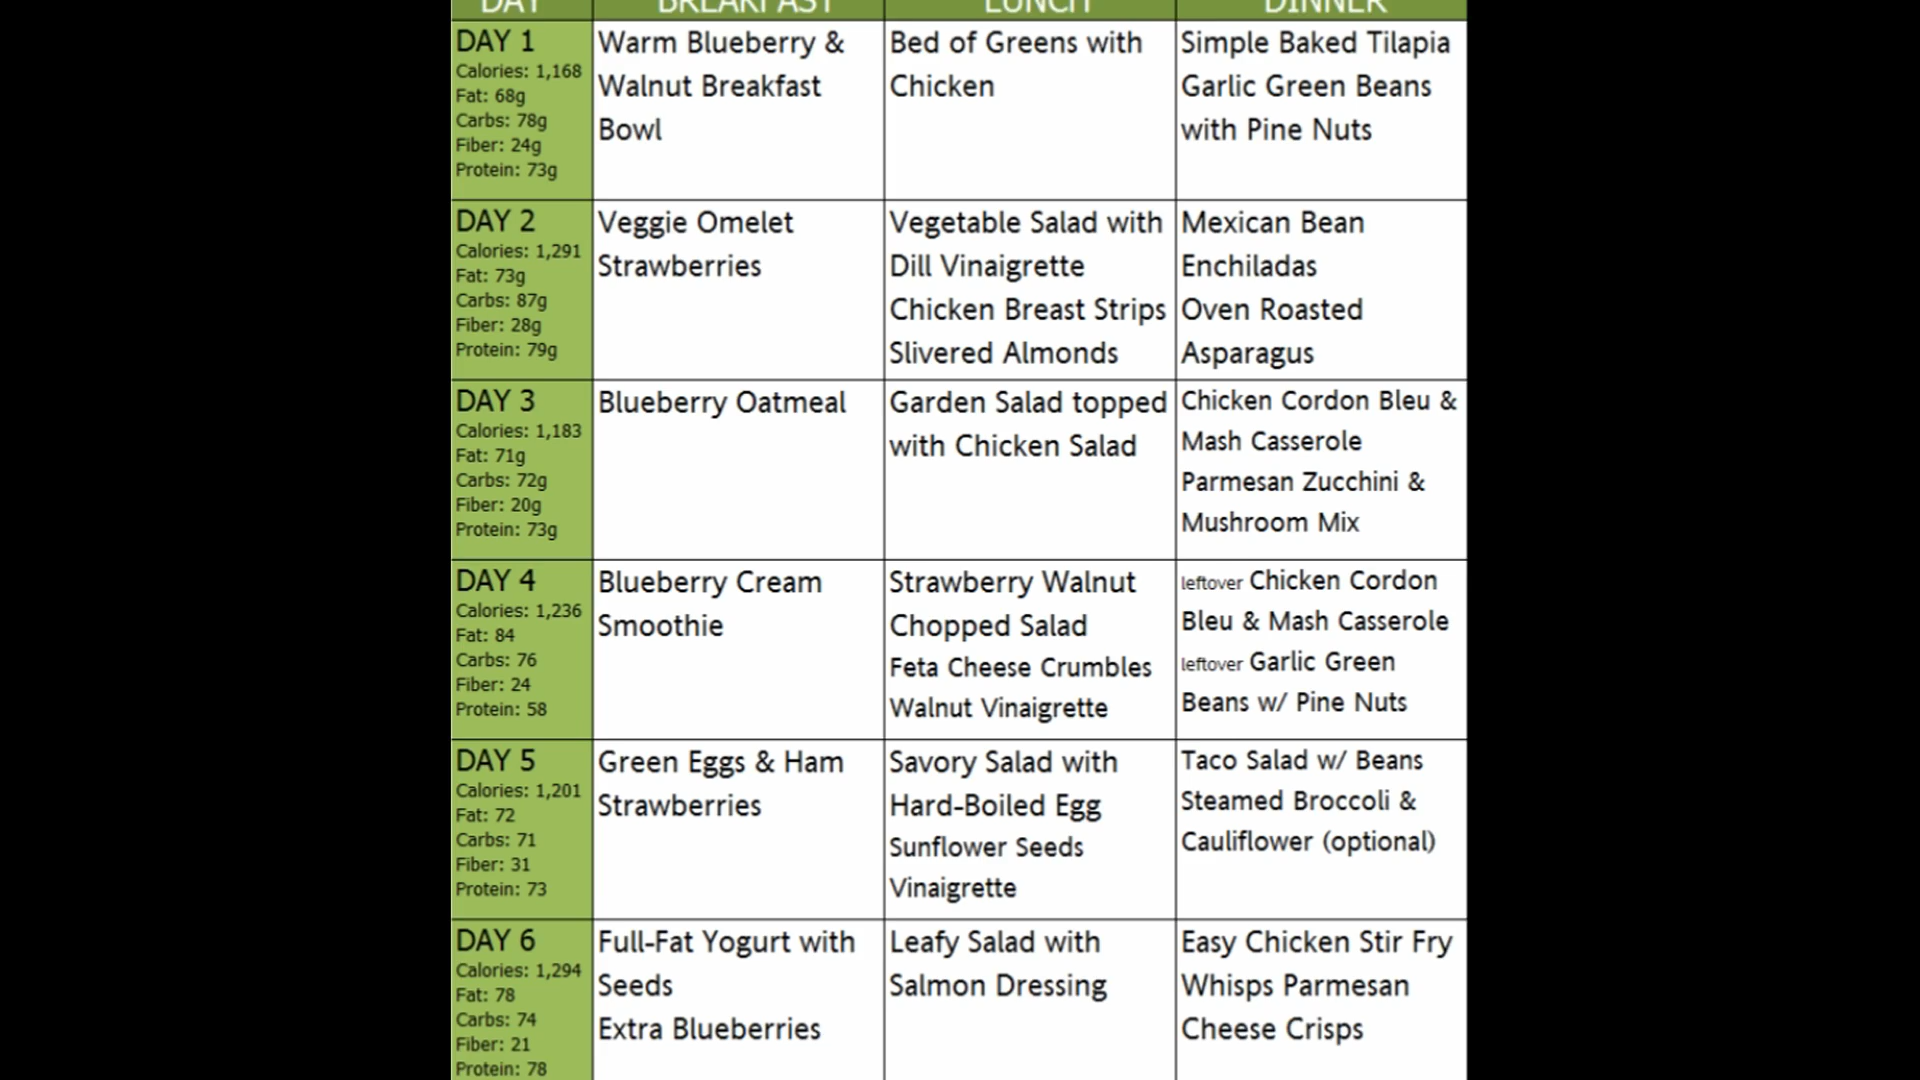 DAY BREAKFAST LUNCH DINNER
DAY 1
Calories: 1,168
Fat: 68g
Carbs: 78g
Fiber: 24g
Protein: 73g
Warm Blueberry &
Walnut Breakfast
Bowl
Bed of Greens with
Chicken
Simple Baked Tilapia
Garlic Green Beans
with Pine Nuts
DAY 2
Calories: 1,291
Fat: 73g
Carbs: 87g
Fiber: 28g
Protein: 79g
Veggie Omelet
Strawberries
Vegetable Salad with
Dill Vinaigrette
Chicken Breast Strips
Slivered Almonds
Mexican Bean
Enchiladas
Oven Roasted
Asparagus
DAY 3
Calories: 1,183
Fat: 71g
Carbs: 72g
Fiber: 20g
Protein: 73g
Blueberry Oatmeal
Garden Salad topped
with Chicken Salad
Chicken Cordon Bleu &
Mash Casserole
Parmesan Zucchini &
Mushroom Mix
DAY 4
Calories: 1,236
Fat: 84
Carbs: 76
Fiber: 24
Protein: 58
Blueberry Cream
Smoothie
Strawberry Walnut
Chopped Salad
Feta Cheese Crumbles
Walnut Vinaigrette
leftover Chicken Cordon
Bleu & Mash Casserole
leftover Garlic Green
Beans w/ Pine Nuts
DAY 5
Calories: 1,201
Fat: 72
Carbs: 71
Fiber: 31
Protein: 73
Green Eggs & Ham
Strawberries
Savory Salad with
Hard-Boiled Egg
Sunflower Seeds
Vinaigrette
Taco Salad w/ Beans
Steamed Broccoli &
Cauliflower (optional)
DAY 6
Calories: 1,294
Fat: 78
Carbs: 74
Fiber: 21
Protein: 78
Full-Fat Yogurt with
Seeds
Extra Blueberries
Leafy Salad with
Salmon Dressing
Easy Chicken Stir Fry
Whisps Parmesan
Cheese Crisps